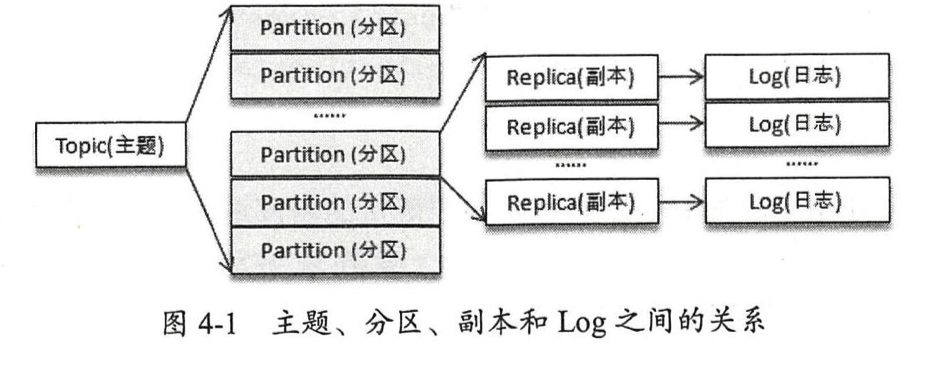 Topic(主题)
Partition (分区)
Partition (分区)
……
Partition (分区)
Partition (分区)
Partition (分区)
Replica(副本)
Replica(副本)
……
Replica(副本)
Log(日志)
Log(日志)
……
Log(日志)
图 4-1 主题、分区、副本和 Log 之间的关系